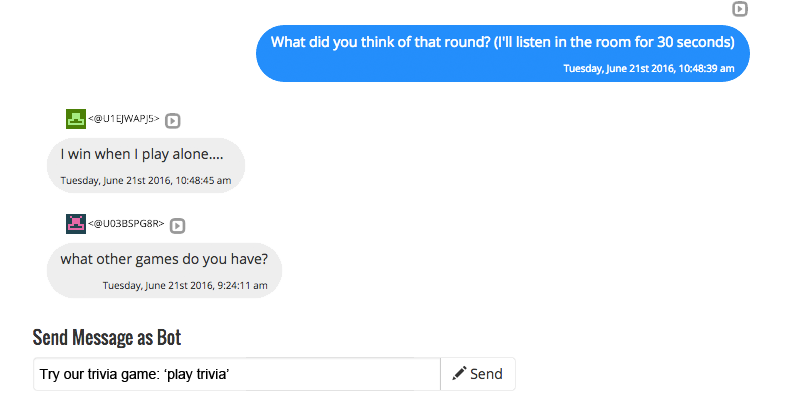 What did you think of that round? (I'll listen in the room for 30 seconds)
Tuesday, June 21st 2016, 10:48:39 am
<@U1EJWAPJ5>
I win when I play alone....
Tuesday, June 21st 2016, 10:48:45 am
<@U03BSPG8R>
what other games do you have?
Tuesday, June 21st 2016, 9:24:11 am
Send Message as Bot
Try our trivia game: ‘play trivia’
Send